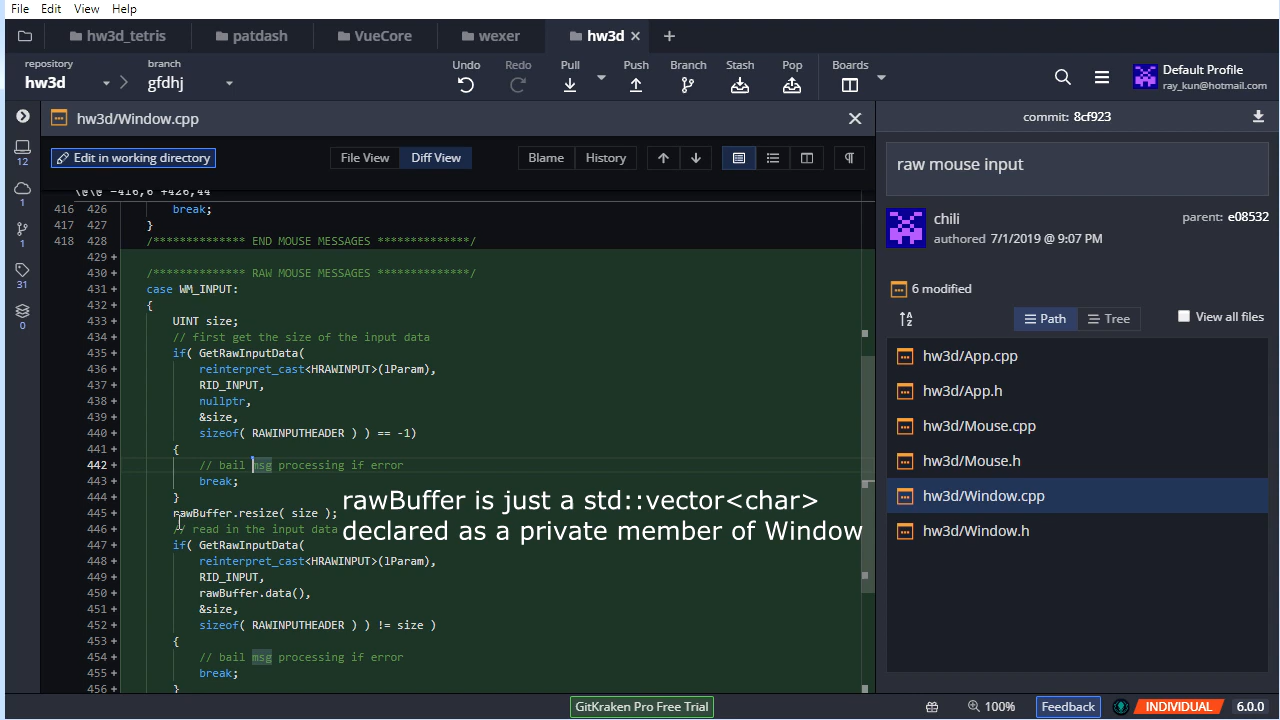 File Edit View Help
hw3d_tetris patdash VueCore wexer hw3d
repository branch
hw3d gfdhj
Undo Redo Pull Push Branch Stash Pop Boards
Default Profile
ray_kun@hotmail.com
12
1
1
31
0
hw3d/Window.cpp
Edit in working directory File View Diff View Blame History
@@ -416,6 +426,44
416 426 break;
417 427 }
418 428 /************** END MOUSE MESSAGES **************/
429 +
430 + /************** RAW MOUSE MESSAGES **************/
431 + case WM_INPUT:
432 + {
433 + UINT size;
434 + // first get the size of the input data
435 + if( GetRawInputData(
436 + reinterpret_cast<HRAWINPUT>(lParam),
437 + RID_INPUT,
438 + nullptr,
439 + &size,
440 + sizeof( RAWINPUTHEADER ) ) == -1)
441 + {
442 + // bail msg processing if error
443 + break;
444 + }
445 + rawBuffer.resize( size );
446 + // read in the input data
447 + if( GetRawInputData(
448 + reinterpret_cast<HRAWINPUT>(lParam),
449 + RID_INPUT,
450 + rawBuffer.data(),
451 + &size,
452 + sizeof( RAWINPUTHEADER ) ) != size )
453 + {
454 + // bail msg processing if error
455 + break;
456 + }
rawBuffer is just a std::vector<char>
declared as a private member of Window
commit: 8cf923
raw mouse input
chili
authored 7/1/2019 @ 9:07 PM
parent: e08532
6 modified
Path Tree View all files
hw3d/App.cpp
hw3d/App.h
hw3d/Mouse.cpp
hw3d/Mouse.h
hw3d/Window.cpp
hw3d/Window.h
GitKraken Pro Free Trial 100% Feedback INDIVIDUAL 6.0.0